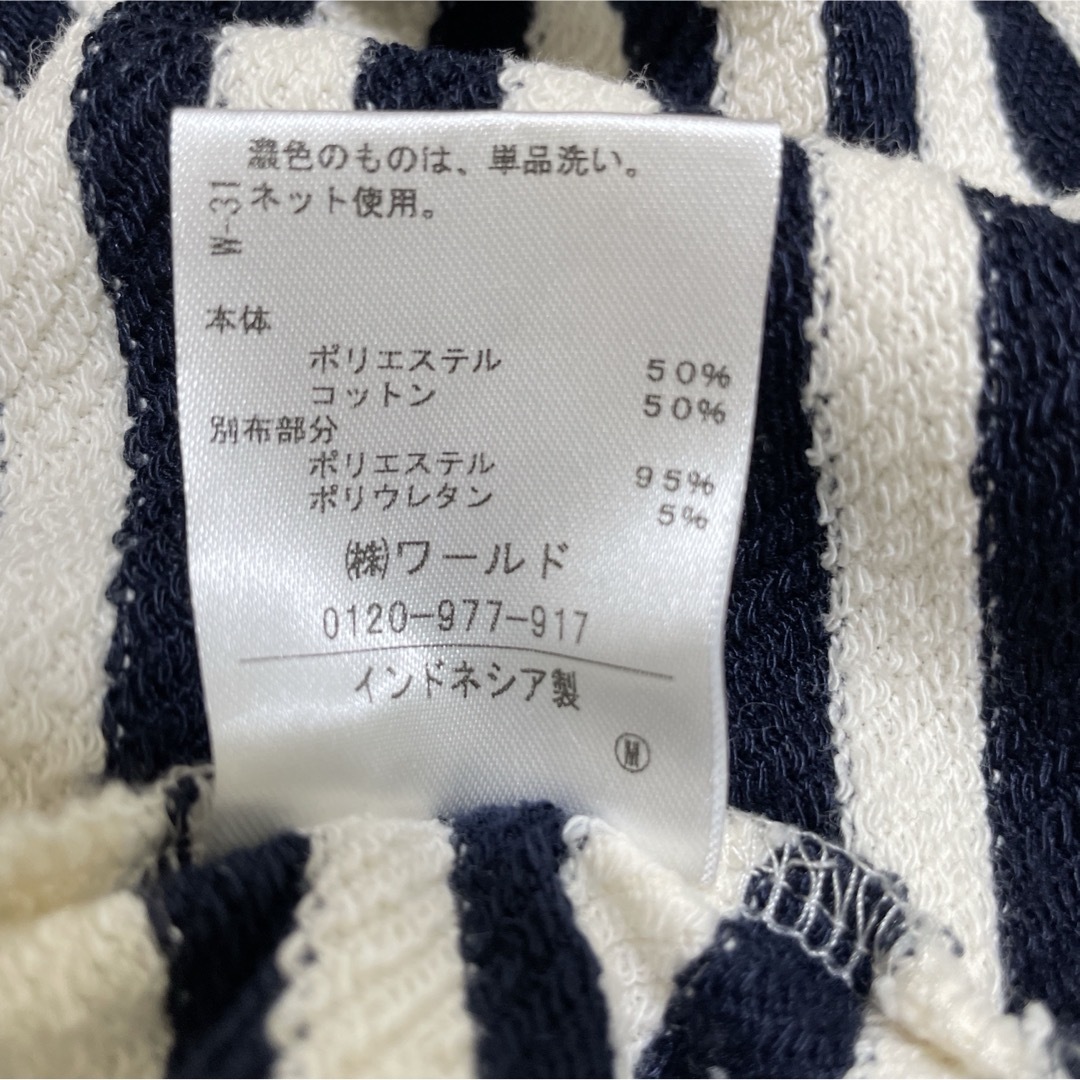 濃色のものは、単品洗い。
ネット使用。
W-31
本体
ポリエステル 50%
コットン 50%
別布部分
ポリエステル 95%
ポリウレタン 5%
㈱ワールド
0120-977-917
インドネシア製
Ⓜ